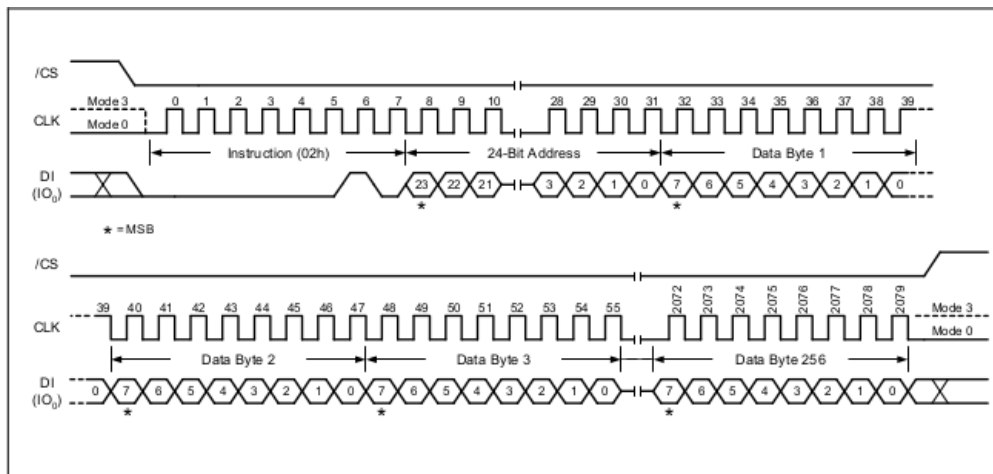 /CS
Mode 3 0 1 2 3 4 5 6 7 8 9 10 28 29 30 31 32 33 34 35 36 37 38 39
CLK Mode 0
Instruction (02h) 24-Bit Address Data Byte 1
DI
(IO₀) 23 22 21 3 2 1 0 7 6 5 4 3 2 1 0
* *
* = MSB
/CS
39 40 41 42 43 44 45 46 47 48 49 50 51 52 53 54 55 2072 2073 2074 2075 2076 2077 2078 2079 Mode 3
CLK Mode 0
Data Byte 2 Data Byte 3 Data Byte 256
DI
(IO₀) 0 7 6 5 4 3 2 1 0 7 6 5 4 3 2 1 0 7 6 5 4 3 2 1 0
* * *